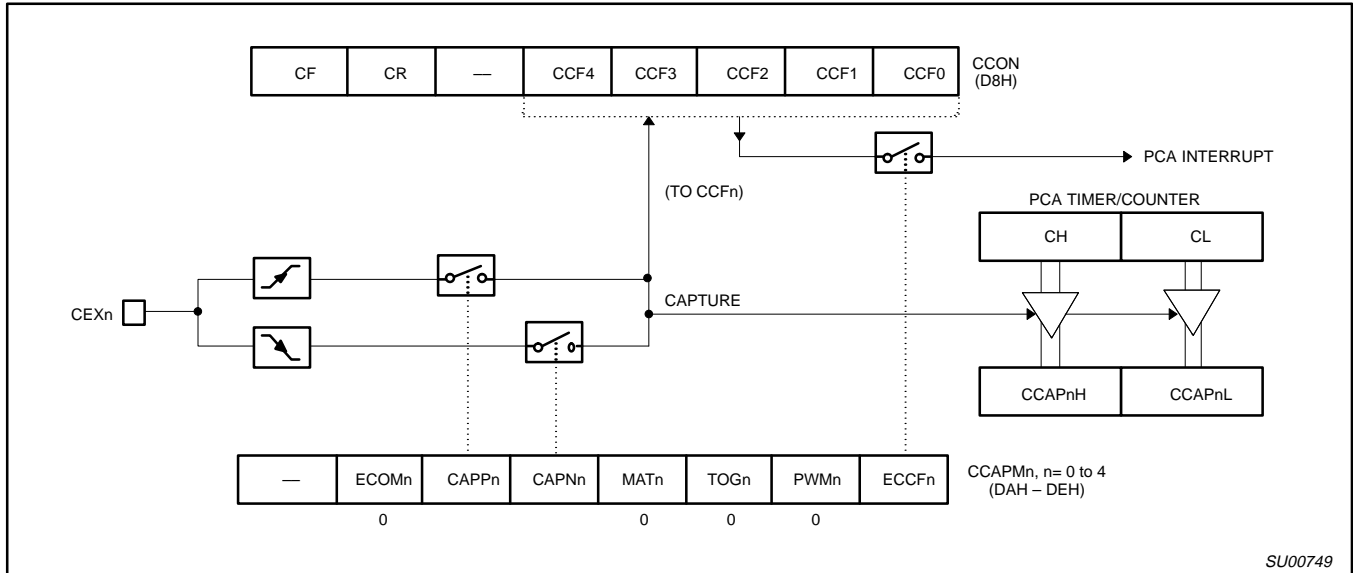 CF CR — CCF4 CCF3 CCF2 CCF1 CCF0
CCON
(D8H)
PCA INTERRUPT
(TO CCFn)
PCA TIMER/COUNTER
CH CL
CEXn
CAPTURE
CCAPnH CCAPnL
— ECOMn CAPPn CAPNn MATn TOGn PWMn ECCFn
CCAPMn, n= 0 to 4
(DAH – DEH)
0 0 0 0
SU00749